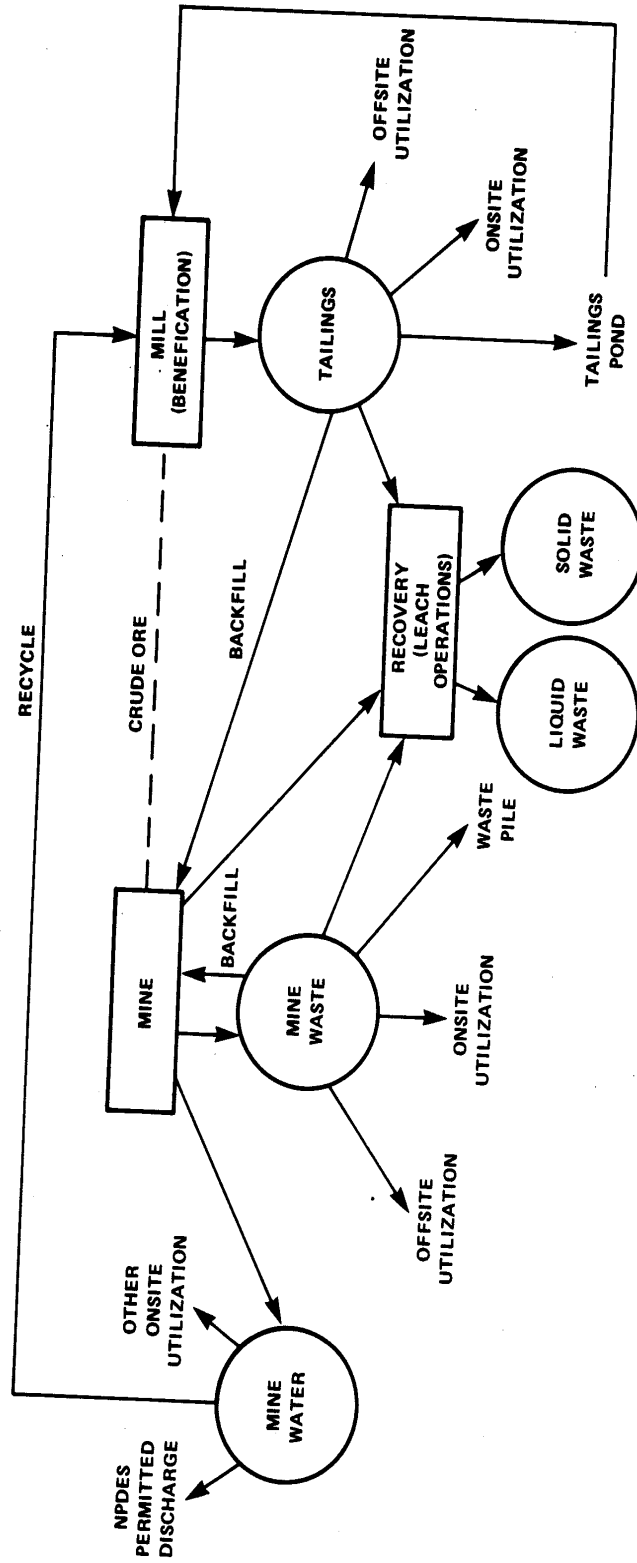 RECYCLE
MILL
(BENEFICATION)
CRUDE ORE
MINE
BACKFILL
BACKFILL
TAILINGS
OFFSITE
UTILIZATION
ONSITE
UTILIZATION
TAILINGS
POND
RECOVERY
(LEACH
OPERATIONS)
LIQUID
WASTE
SOLID
WASTE
MINE
WASTE
WASTE
PILE
ONSITE
UTILIZATION
OFFSITE
UTILIZATION
MINE
WATER
OTHER
ONSITE
UTILIZATION
NPDES
PERMITTED
DISCHARGE